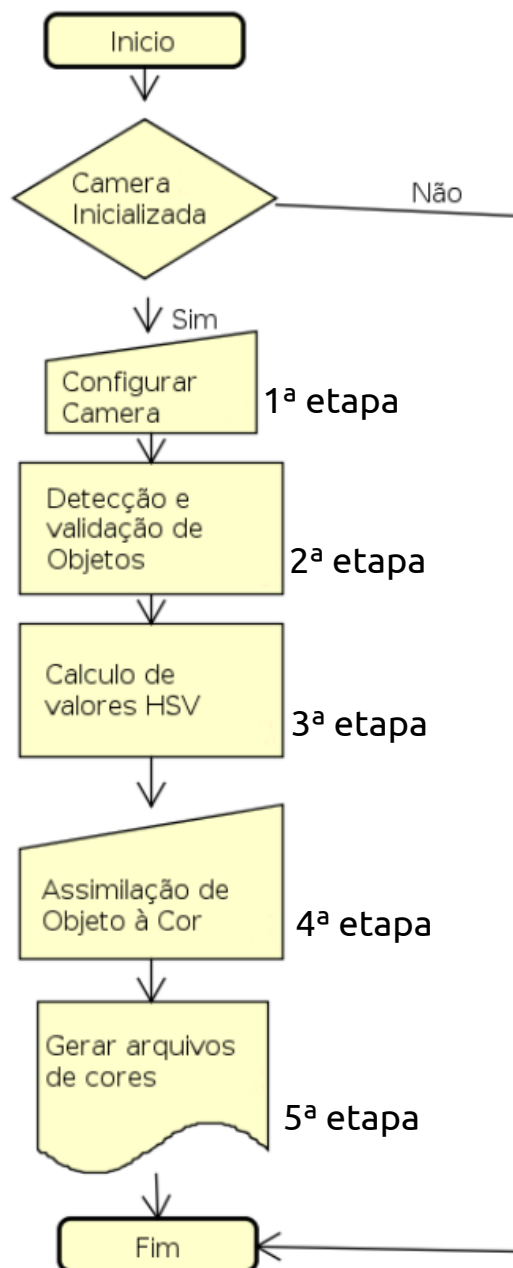 Inicio
Camera
Inicializada
Não
Sim
Configurar
Camera
1ª etapa
Detecção e
validação de
Objetos
2ª etapa
Calculo de
valores HSV
3ª etapa
Assimilação de
Objeto à Cor
4ª etapa
Gerar arquivos
de cores
5ª etapa
Fim